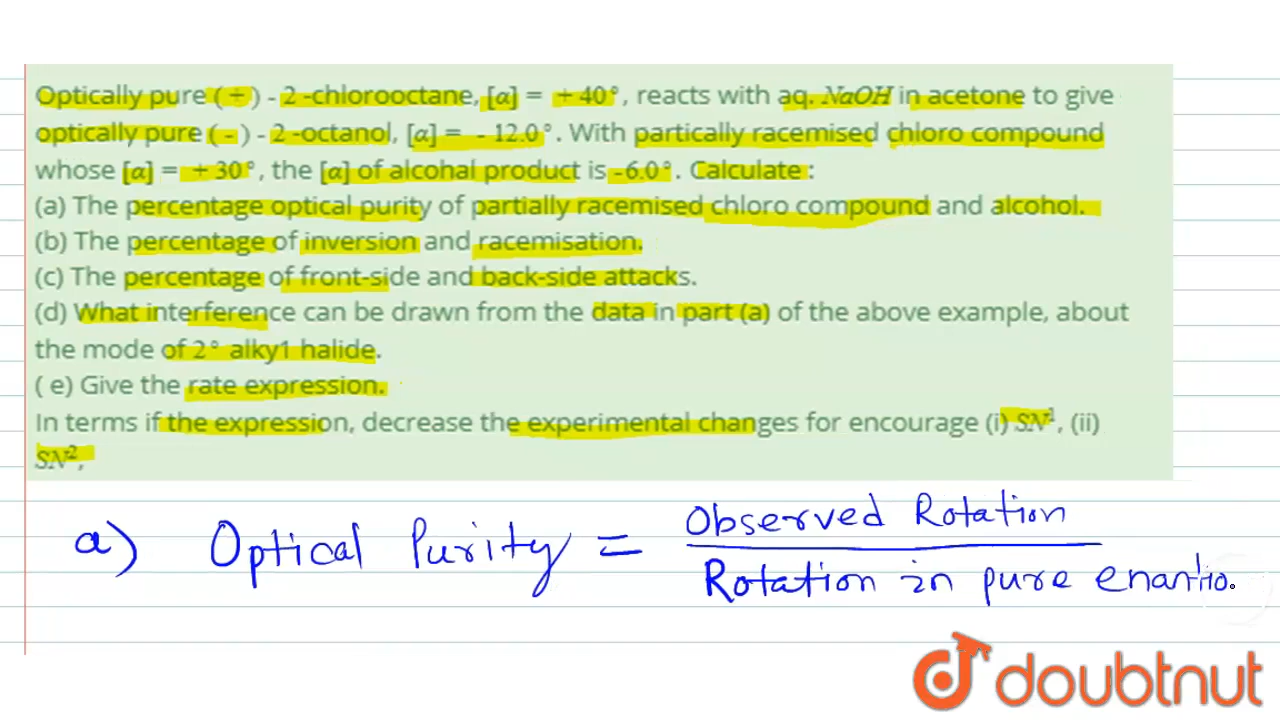 Optically pure ( + ) - 2 -chlorooctane, [α] = + 40°, reacts with aq. NaOH in acetone to give
optically pure ( - ) - 2 -octanol, [α] = - 12.0°. With partically racemised chloro compound
whose [α] = + 30°, the [α] of alcohal product is -6.0°. Calculate :
(a) The percentage optical purity of partially racemised chloro compound and alcohol.
(b) The percentage of inversion and racemisation.
(c) The percentage of front-side and back-side attacks.
(d) What interference can be drawn from the data in part (a) of the above example, about
the mode of 2° alky1 halide.
( e) Give the rate expression.
In terms if the expression, decrease the experimental changes for encourage (i) SN¹, (ii)
SN²,
a) Optical Purity = Observed Rotation
Rotation in pure enantio
doubtnut